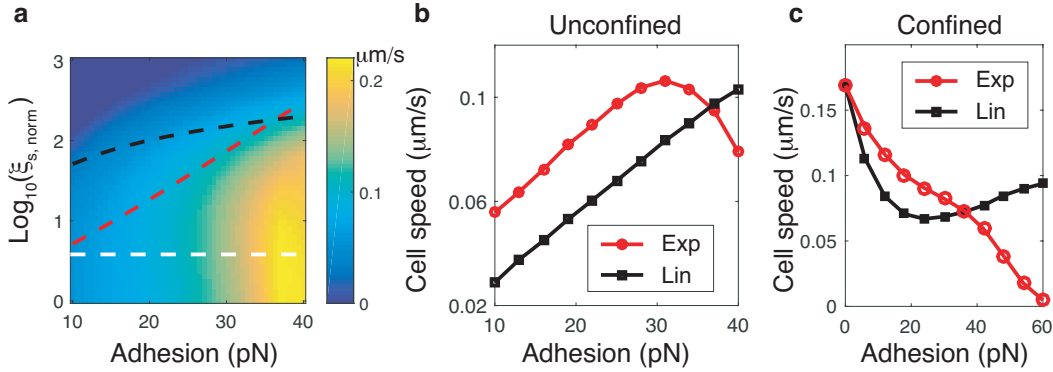 a
μm/s
Log10(ξs, norm)
3
2
1
0
10
20
30
40
Adhesion (pN)
0.2
0.1
0
b
Unconfined
Cell speed (μm/s)
0.1
0.06
0.02
10
20
30
40
Adhesion (pN)
Exp
Lin
c
Confined
Cell speed (μm/s)
0.15
0.1
0.05
0
0
20
40
60
Adhesion (pN)
Exp
Lin